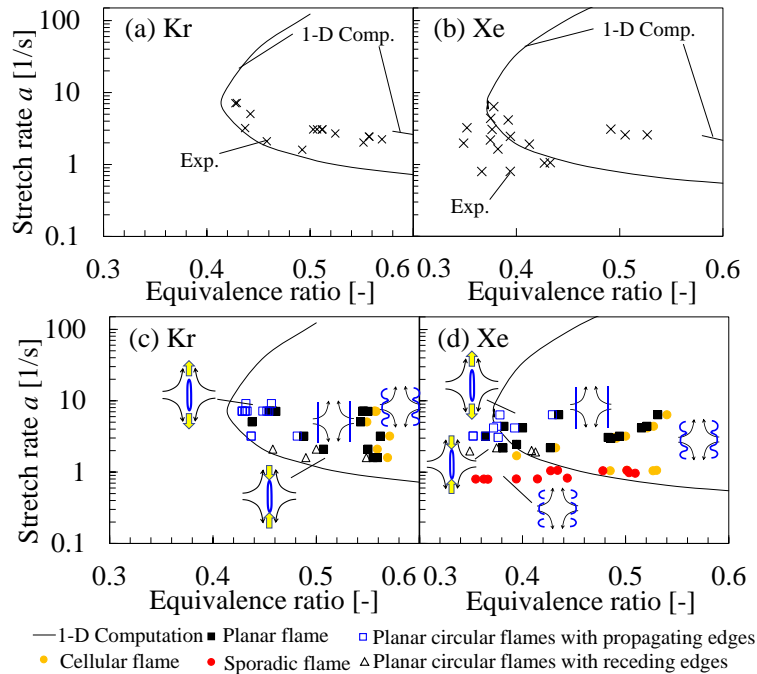 (a) Kr
1-D Comp.
Exp.
100
10
1
0.1
Stretch rate a [1/s]
0.3 0.4 0.5 0.6
Equivalence ratio [-]
(b) Xe
1-D Comp.
Exp.
0.3 0.4 0.5 0.6
Equivalence ratio [-]
(c) Kr
100
10
1
0.1
Stretch rate a [1/s]
0.3 0.4 0.5 0.6
Equivalence ratio [-]
(d) Xe
0.3 0.4 0.5 0.6
Equivalence ratio [-]
1-D Computation Planar flame Planar circular flames with propagating edges
Cellular flame Sporadic flame Planar circular flames with receding edges